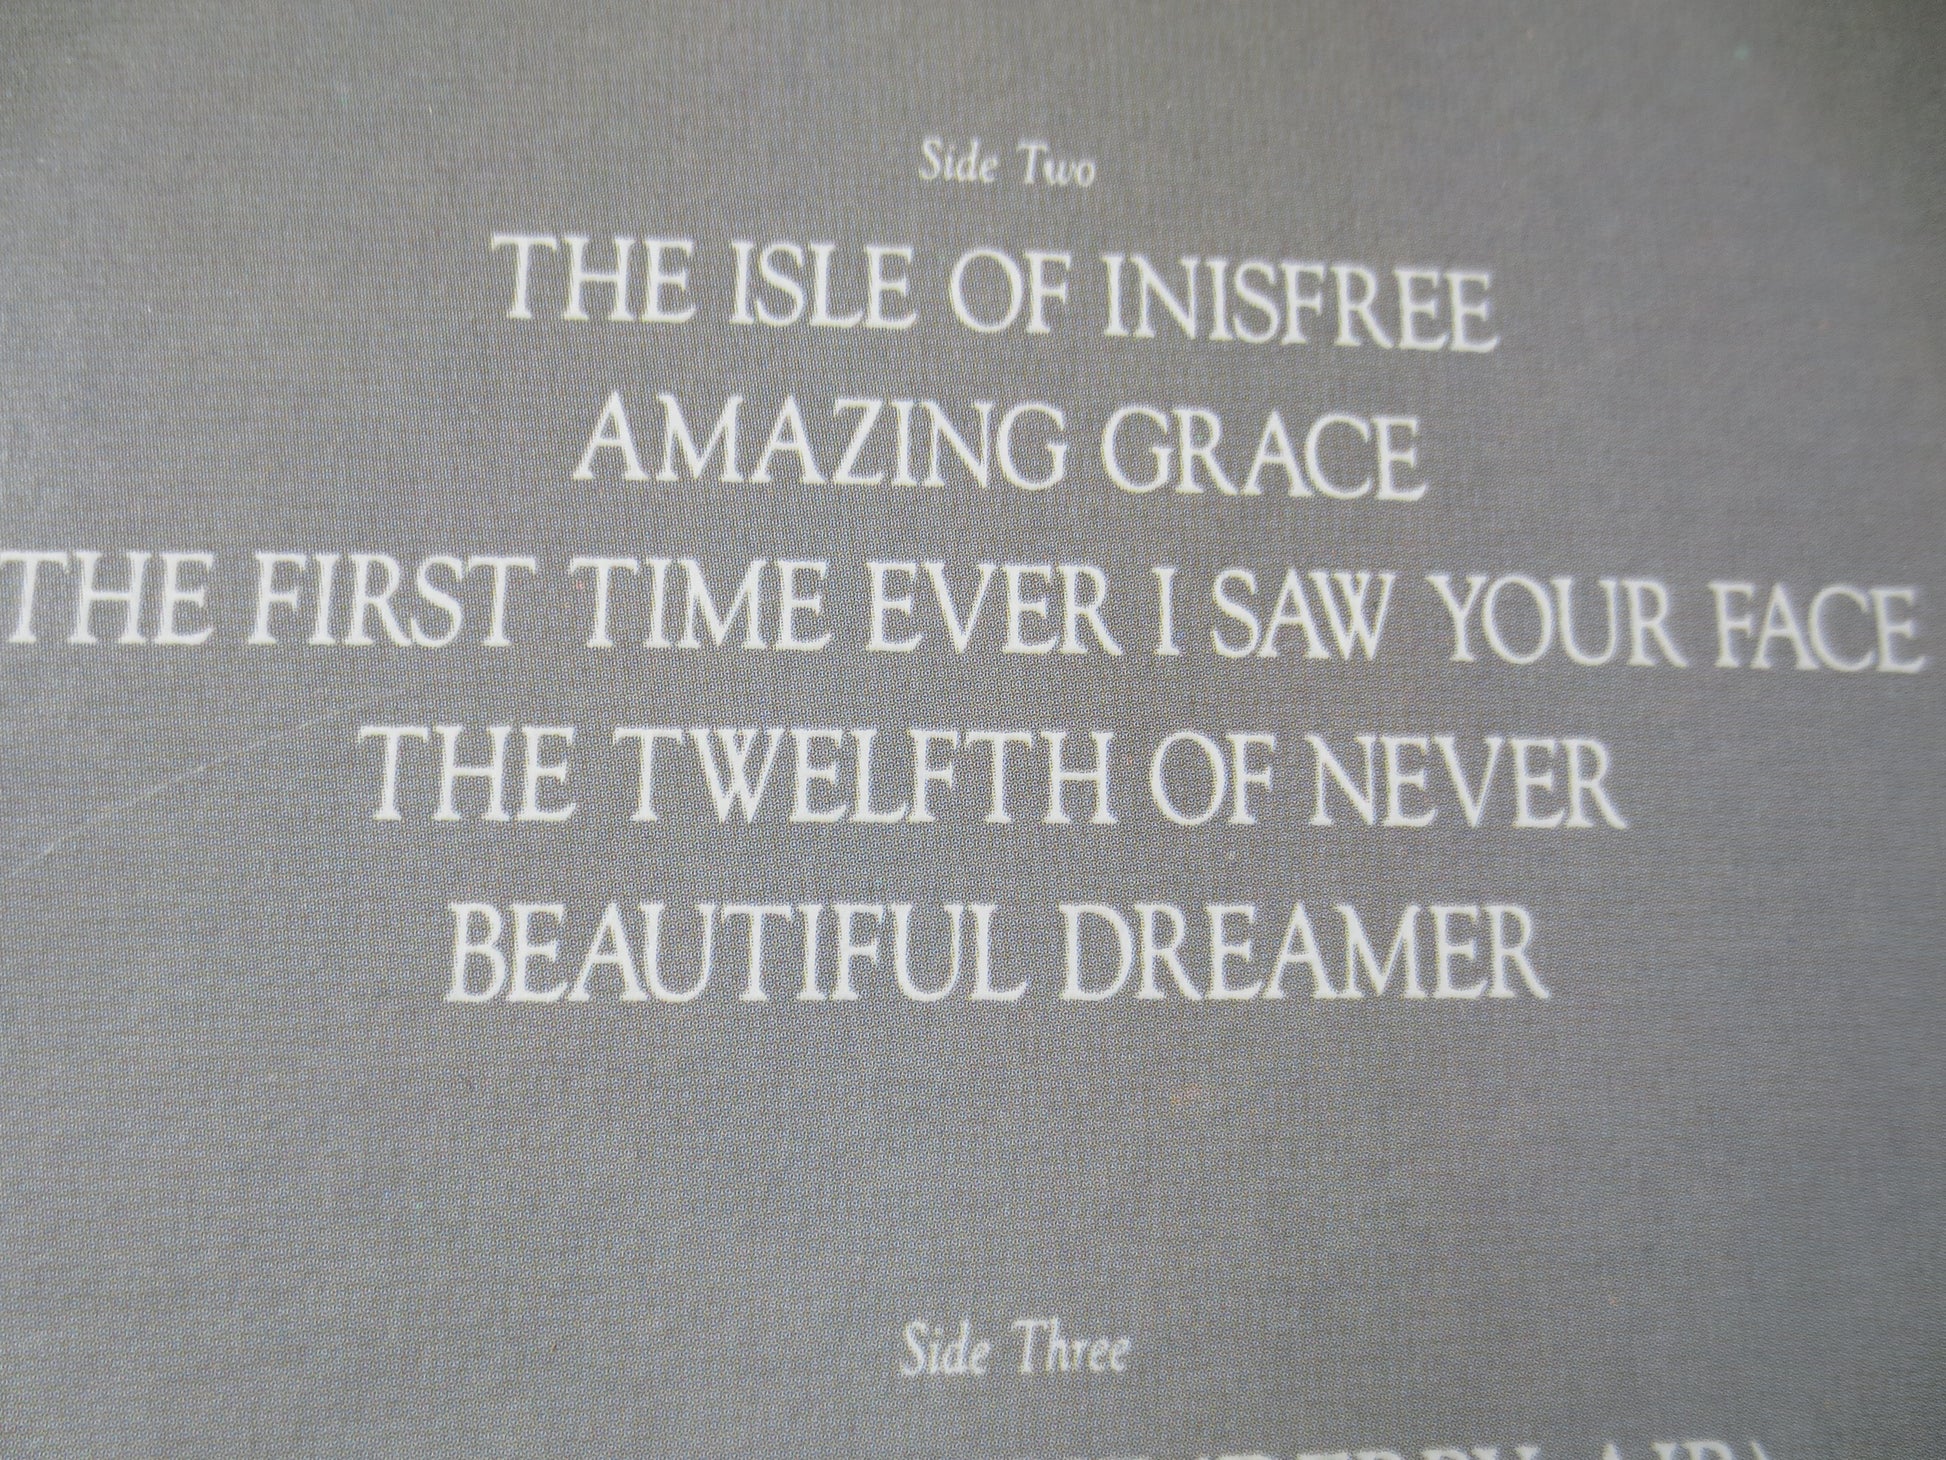 Side Two
THE ISLE OF INISFREE
AMAZING GRACE
THE FIRST TIME EVER I SAW YOUR FACE
THE TWELFTH OF NEVER
BEAUTIFUL DREAMER
Side Three
AIR)